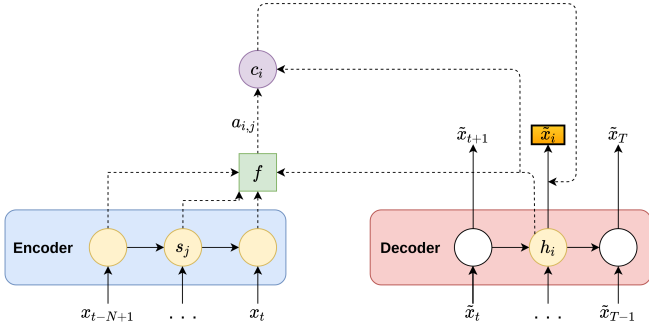 c_i
a_{i,j}
x̃_{t+1}
x̃_i
x̃_T
f
Encoder
s_j
Decoder
h_i
x_{t−N+1}
. . .
x_t
x̃_t
. . .
x̃_{T−1}